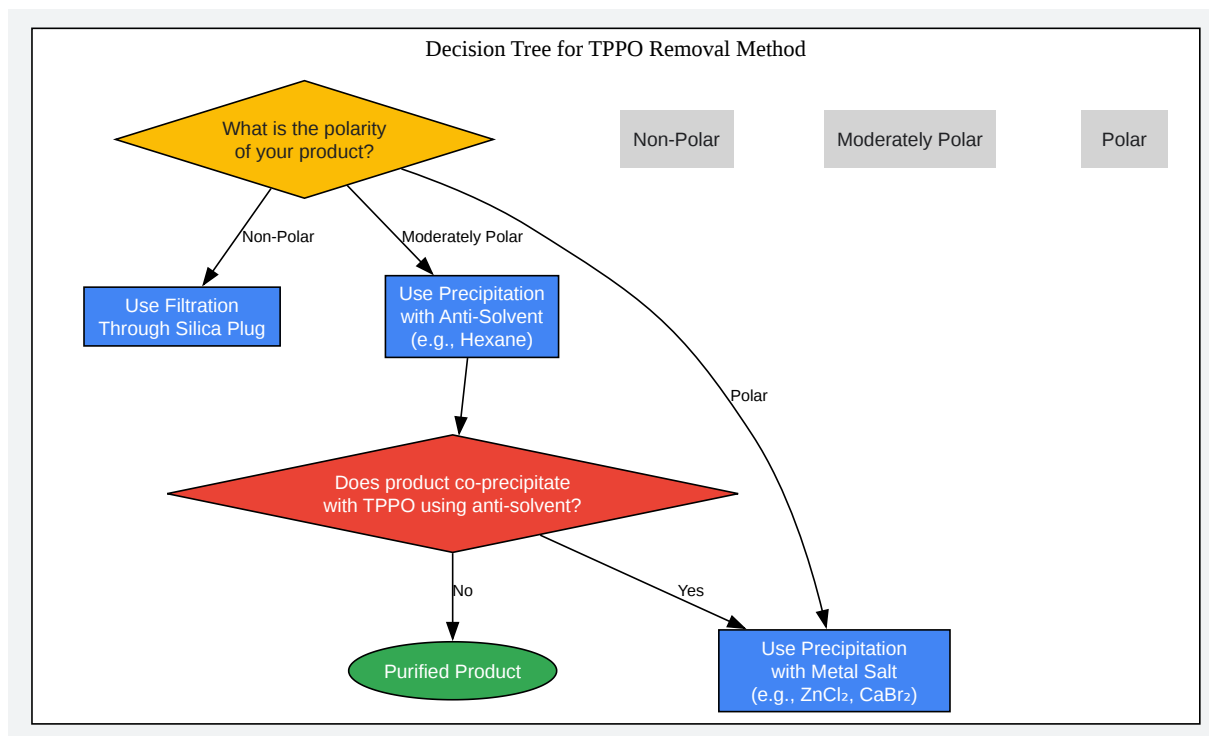 Decision Tree for TPPO Removal Method
What is the polarity
of your product?
Non-Polar
Moderately Polar
Polar
Non-Polar
Moderately Polar
Use Filtration
Through Silica Plug
Use Precipitation
with Anti-Solvent
(e.g., Hexane)
Polar
Does product co-precipitate
with TPPO using anti-solvent?
No
Yes
Purified Product
Use Precipitation
with Metal Salt
(e.g., ZnCl₂, CaBr₂)